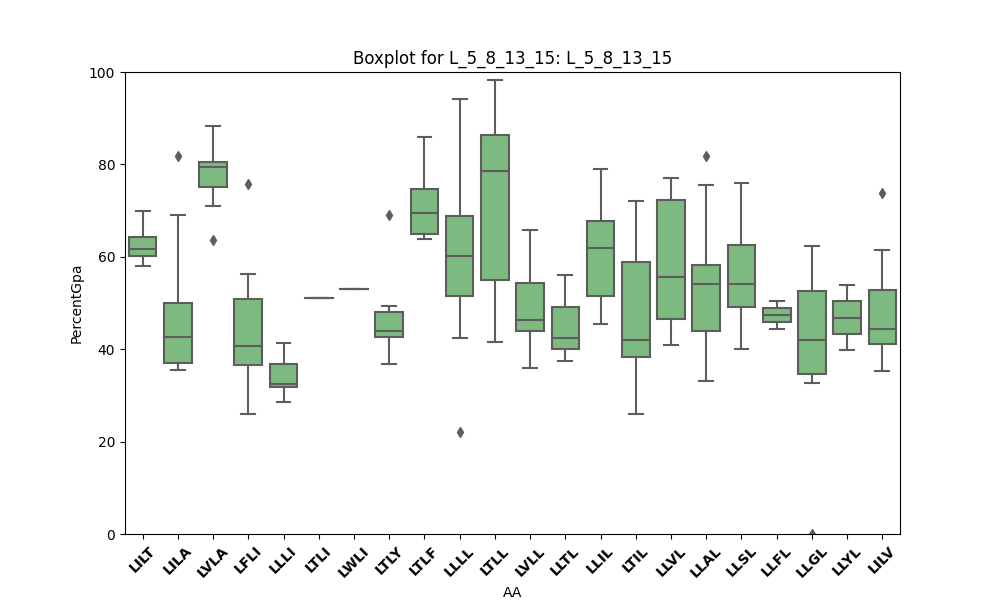 Boxplot for L_5_8_13_15: L_5_8_13_15
100
80
60
40
20
0
PercentGpa
LILT LILA LVLA LFLI LLLI LTLI LWLI LTLY LTLF LLLL LTLL LVLL LLTL LLIL LTIL LLVL LLAL LLSL LLFL LLGL LLYL LILV
AA